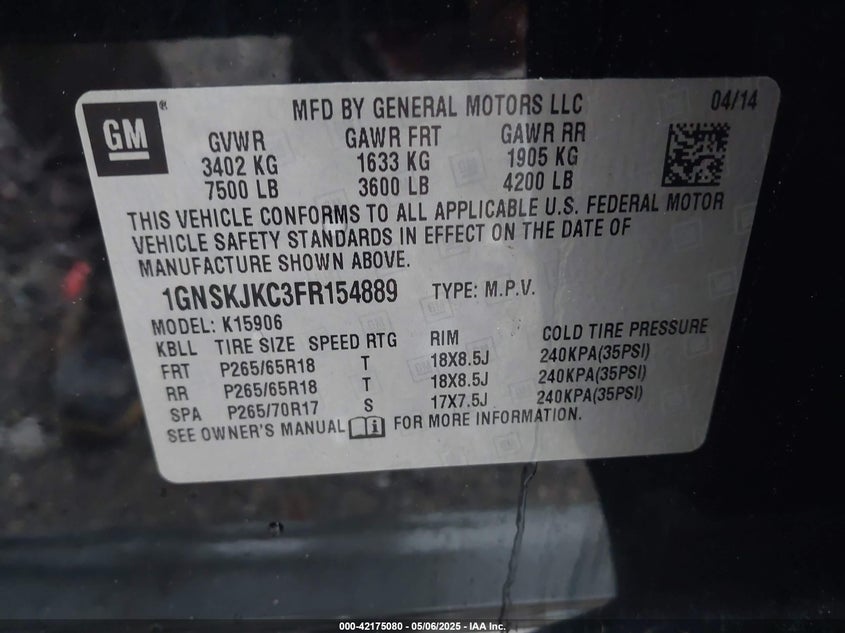 GM ®
MFD BY GENERAL MOTORS LLC 04/14
GVWR GAWR FRT GAWR RR
3402 KG 1633 KG 1905 KG
7500 LB 3600 LB 4200 LB
THIS VEHICLE CONFORMS TO ALL APPLICABLE U.S. FEDERAL MOTOR
VEHICLE SAFETY STANDARDS IN EFFECT ON THE DATE OF
MANUFACTURE SHOWN ABOVE.
1GNSKJKC3FR154889 TYPE: M.P.V.
MODEL: K15906
KBLL TIRE SIZE SPEED RTG RIM COLD TIRE PRESSURE
FRT P265/65R18 T 18X8.5J 240KPA(35PSI)
RR P265/65R18 T 18X8.5J 240KPA(35PSI)
SPA P265/70R17 S 17X7.5J 240KPA(35PSI)
SEE OWNER'S MANUAL FOR MORE INFORMATION.
000-42175080 - 05/06/2025 - IAA Inc.